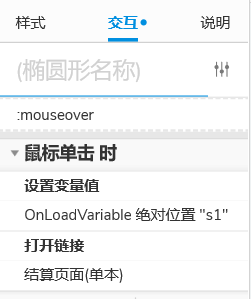 样式 交互 说明
(椭圆形名称)
:mouseover
鼠标单击 时
设置变量值
OnLoadVariable 绝对位置 "s1"
打开链接
结算页面(单本)